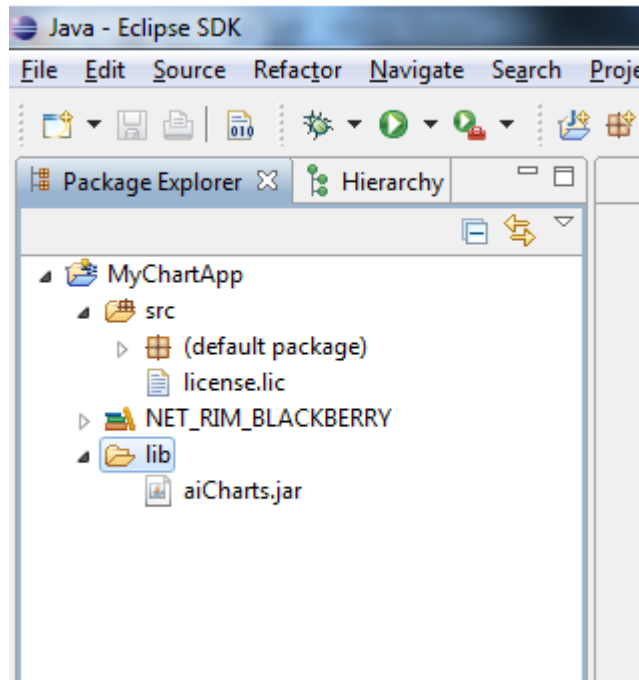 Java - Eclipse SDK
File Edit Source Refactor Navigate Search Proje
010
Package Explorer Hierarchy
MyChartApp
src
(default package)
license.lic
NET_RIM_BLACKBERRY
lib
aiCharts.jar